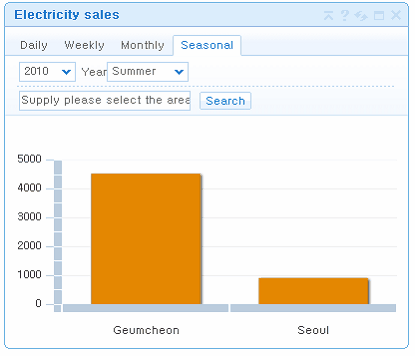 Electricity sales
Daily Weekly Monthly Seasonal
2010 Year Summer
Supply please select the area Search
5000
4000
3000
2000
1000
0
Geumcheon Seoul